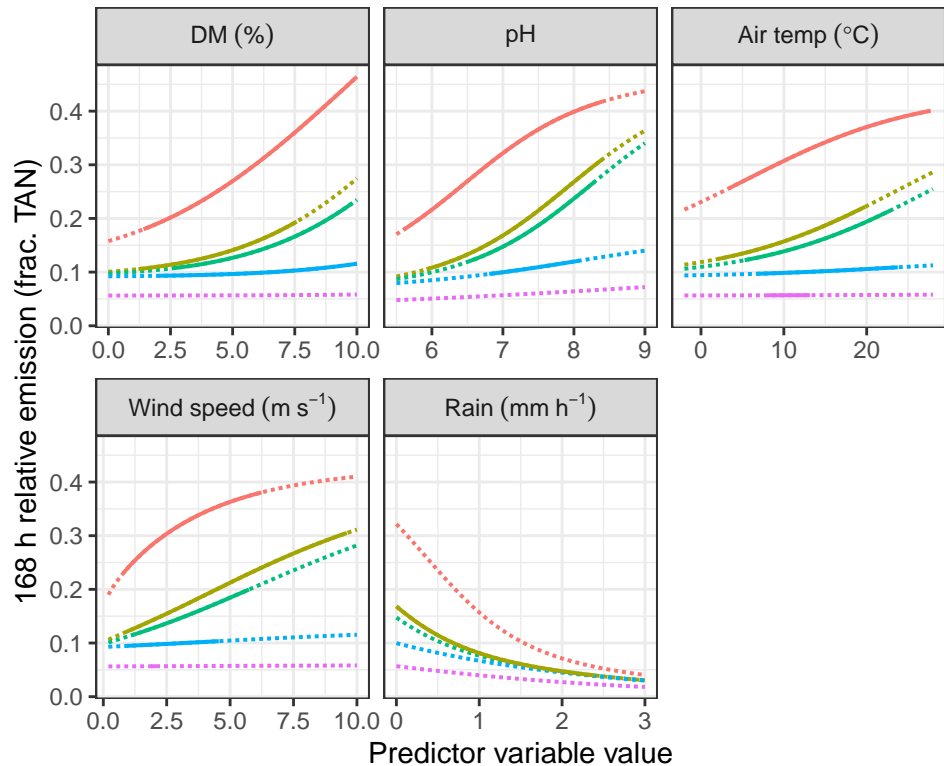 168 h relative emission (frac. TAN)
DM (%)
pH
Air temp (°C)
0.4
0.3
0.2
0.1
0.0
0.0 2.5 5.0 7.5 10.0
6 7 8 9
0 10 20
Wind speed (m s⁻¹)
Rain (mm h⁻¹)
0.4
0.3
0.2
0.1
0.0
0.0 2.5 5.0 7.5 10.0
0 1 2 3
Predictor variable value